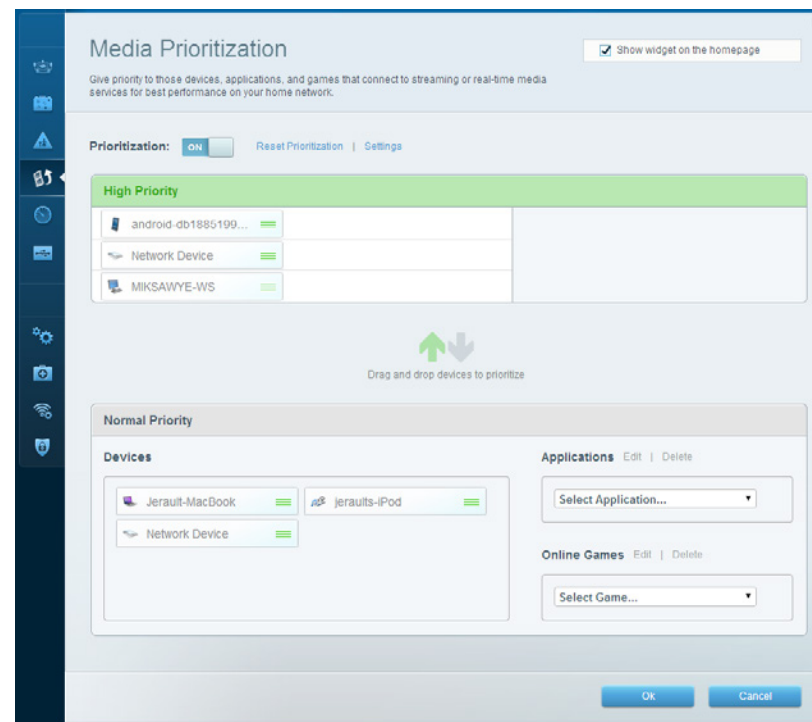 Media Prioritization
Show widget on the homepage
Give priority to those devices, applications, and games that connect to streaming or real-time media
services for best performance on your home network.
Prioritization: ON Reset Prioritization | Settings
High Priority
android-db1885199...
Network Device
MIKSAWYE-WS
Drag and drop devices to prioritize
Normal Priority
Devices
Jerault-MacBook
jeraults-iPod
Network Device
Applications Edit | Delete
Select Application...
Online Games Edit | Delete
Select Game...
Ok Cancel